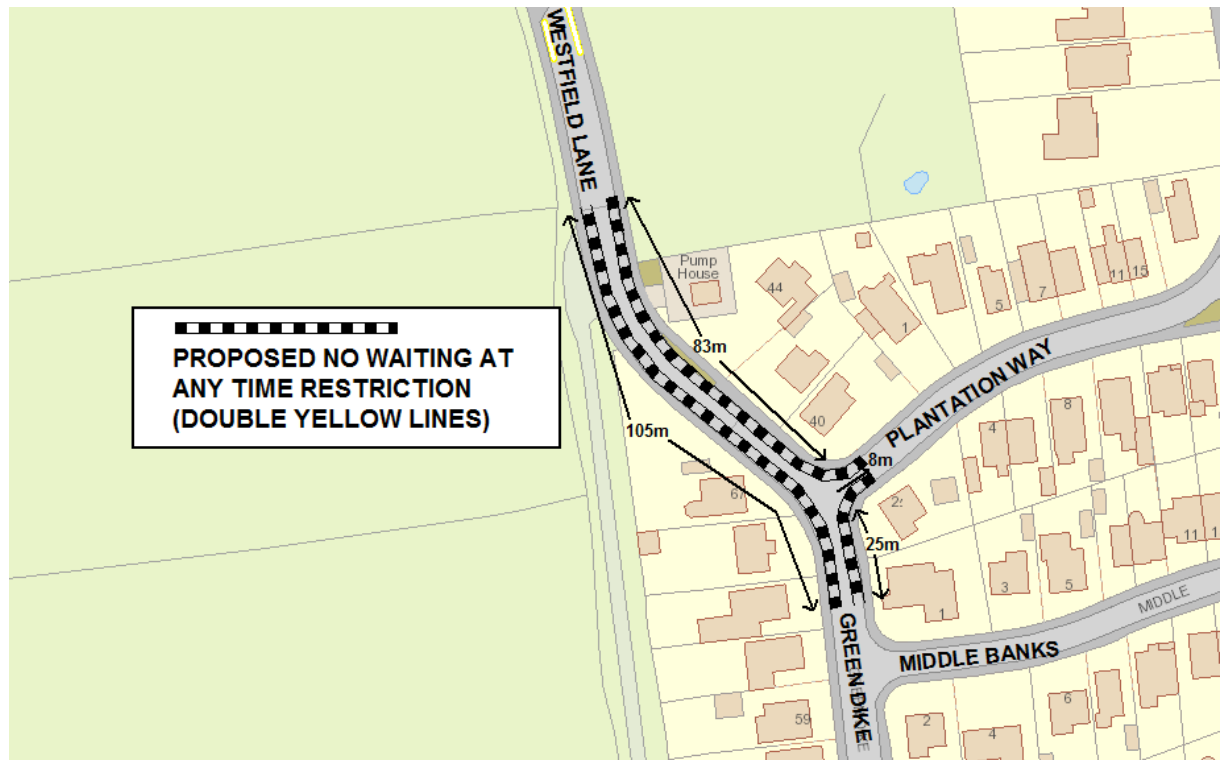 WESTFIELD LANE
Pump
House
44
1
5
7
11
15
83m
PROPOSED NO WAITING AT
ANY TIME RESTRICTION
(DOUBLE YELLOW LINES)
PLANTATION WAY
40
8
4
105m
8m
67
25m
11
1
3
5
1
MIDDLE
MIDDLE BANKS
GREEN DIKE
6
59
2
4